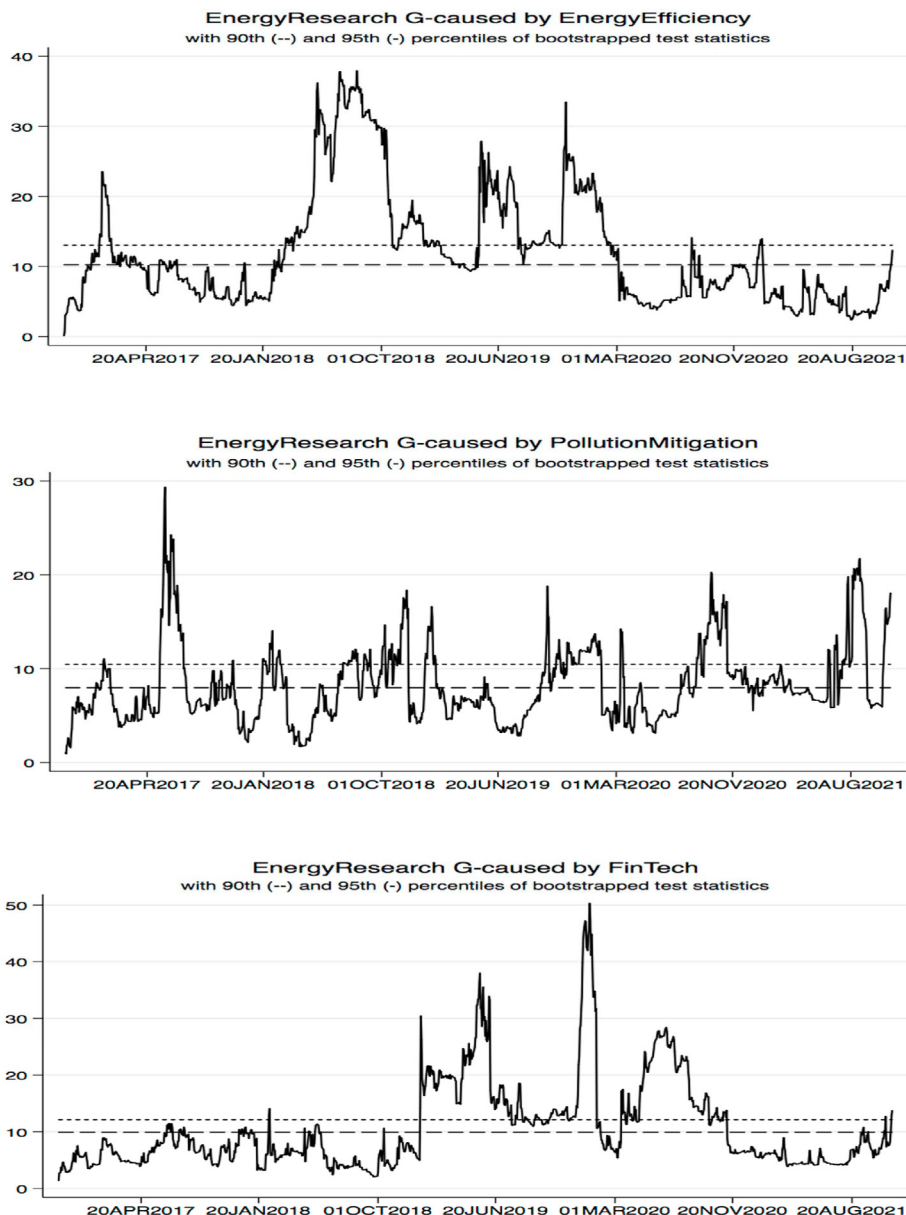 EnergyResearch G-caused by EnergyEfficiency
with 90th (--) and 95th (-) percentiles of bootstrapped test statistics
40
30
20
10
0
20APR2017 20JAN2018 01OCT2018 20JUN2019 01MAR2020 20NOV2020 20AUG2021
EnergyResearch G-caused by PollutionMitigation
with 90th (--) and 95th (-) percentiles of bootstrapped test statistics
30
20
10
0
20APR2017 20JAN2018 01OCT2018 20JUN2019 01MAR2020 20NOV2020 20AUG2021
EnergyResearch G-caused by FinTech
with 90th (--) and 95th (-) percentiles of bootstrapped test statistics
50
40
30
20
10
0
20APR2017 20JAN2018 01OCT2018 20JUN2019 01MAR2020 20NOV2020 20AUG2021